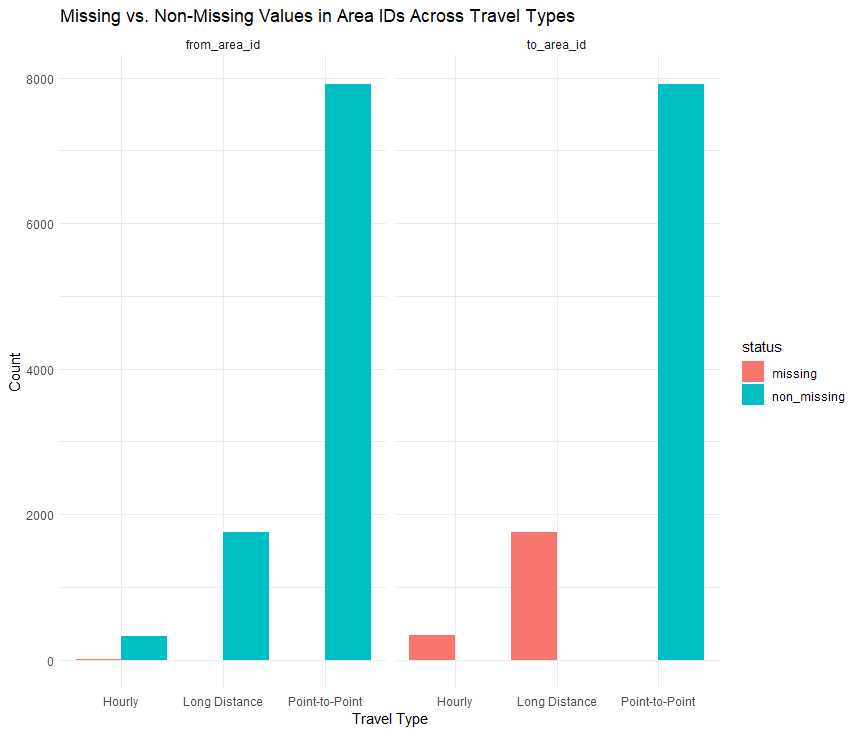 Missing vs. Non-Missing Values in Area IDs Across Travel Types
from_area_id
to_area_id
8000
6000
4000
2000
0
Count
Hourly
Long Distance
Point-to-Point
Hourly
Long Distance
Point-to-Point
Travel Type
status
missing
non_missing